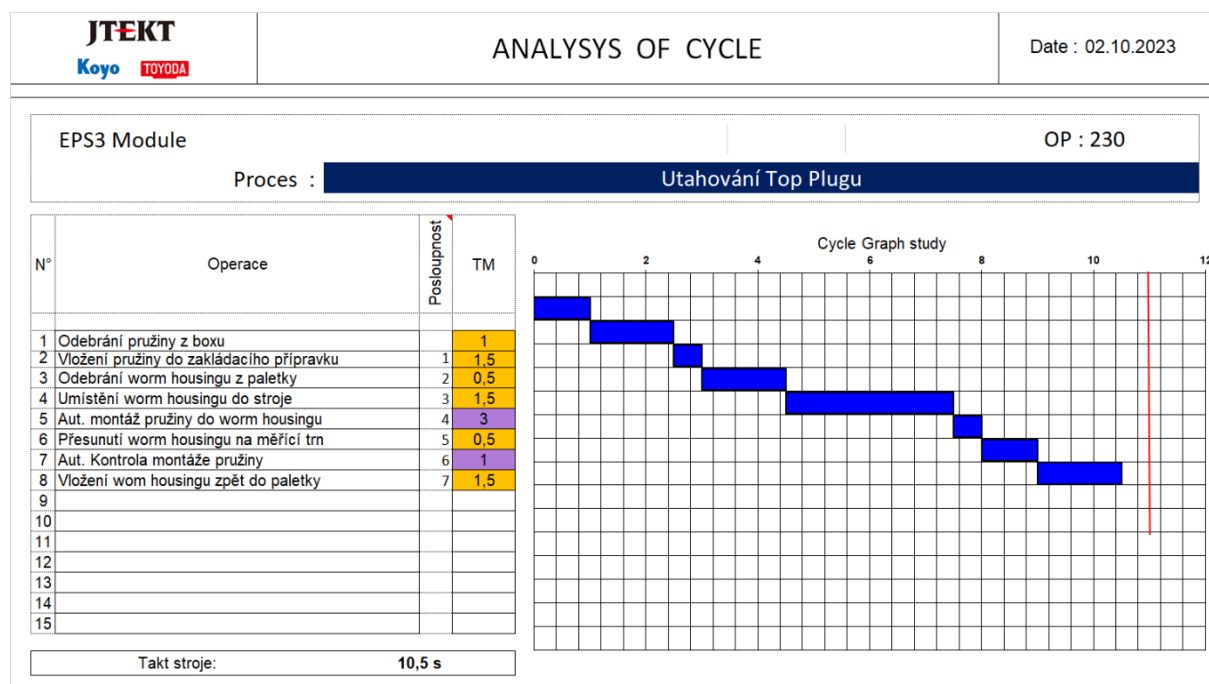 JTEKT
Koyo TOYODA
ANALYSYS OF CYCLE
Date : 02.10.2023
EPS3 Module
OP : 230
Proces :
Utahování Top Plugu
N°
Operace
Posloupnost
TM
Cycle Graph study
0 2 4 6 8 10 12
1 Odebrání pružiny z boxu 1
2 Vložení pružiny do zakládacího přípravku 1 1,5
3 Odebrání worm housingu z paletky 2 0,5
4 Umístění worm housingu do stroje 3 1,5
5 Aut. montáž pružiny do worm housingu 4 3
6 Přesunutí worm housingu na měřící trn 5 0,5
7 Aut. Kontrola montáže pružiny 6 1
8 Vložení wom housingu zpět do paletky 7 1,5
9
10
11
12
13
14
15
Takt stroje: 10,5 s